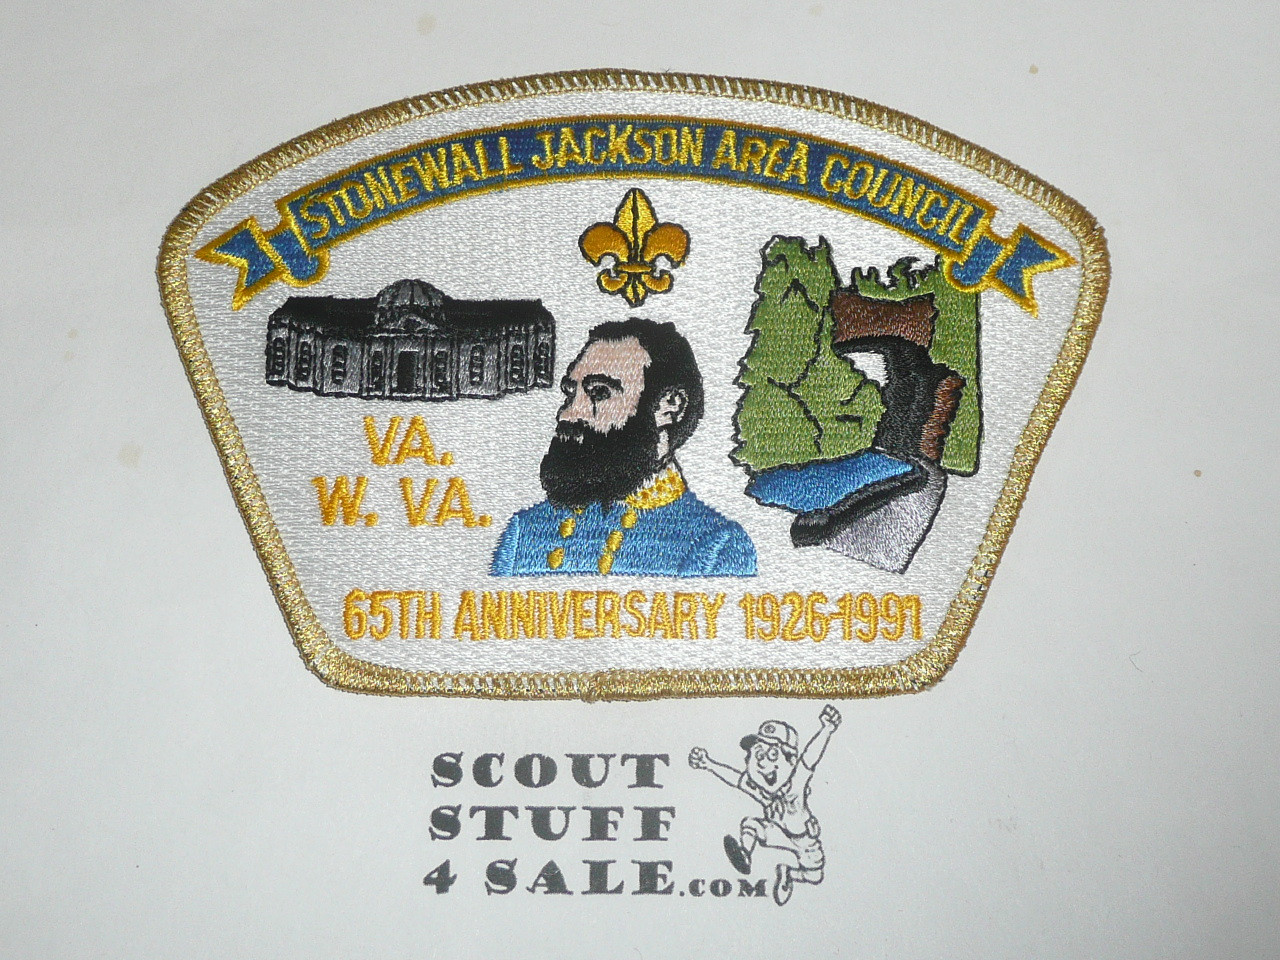 STONEWALL JACKSON AREA COUNCIL
VA.
W. VA.
65TH ANNIVERSARY 1926-1991
SCOUT
STUFF
4 SALE.COM